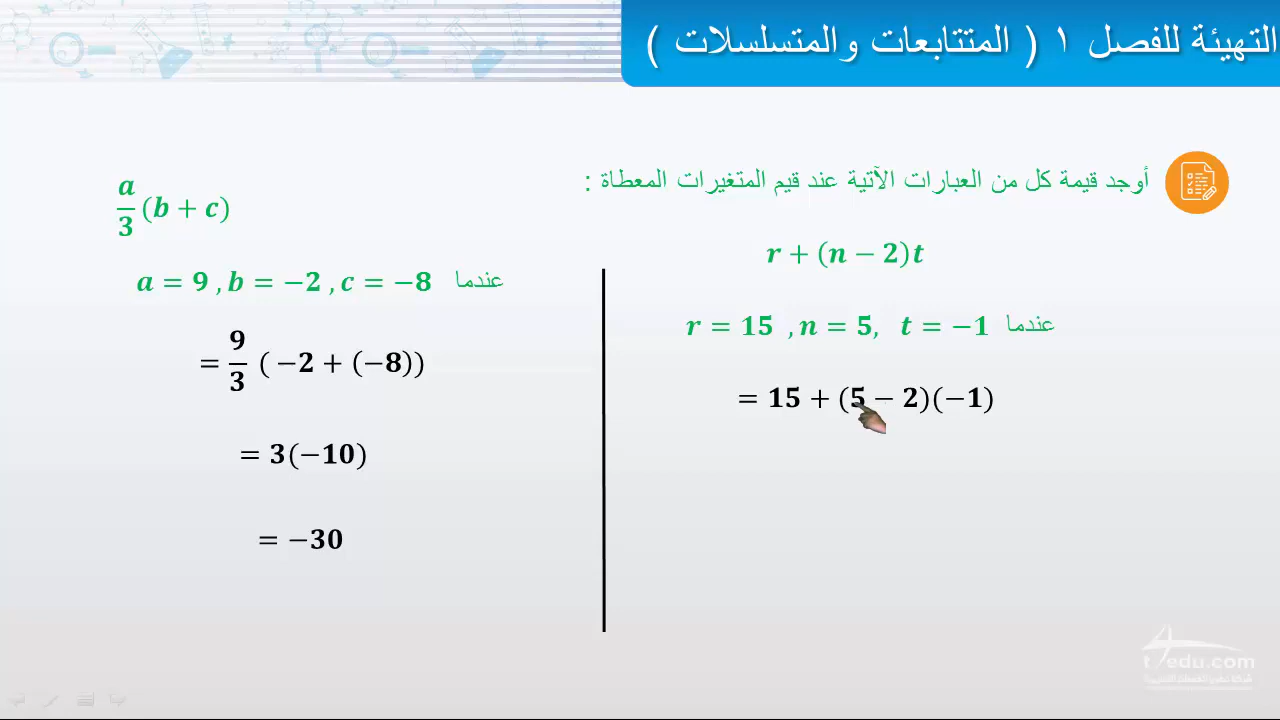 التهيئة للفصل ١ ( المتتابعات والمتسلسلات )
أوجد قيمة كل من العبارات الآتية عند قيم المتغيرات المعطاة :
r + (n − 2)t
عندما r = 15 , n = 5, t = −1
= 15 + (5 − 2)(−1)
a/3 (b + c)
عندما a = 9 , b = −2 , c = −8
= 9/3 ( −2 + (−8))
= 3(−10)
= −30
t4edu.com